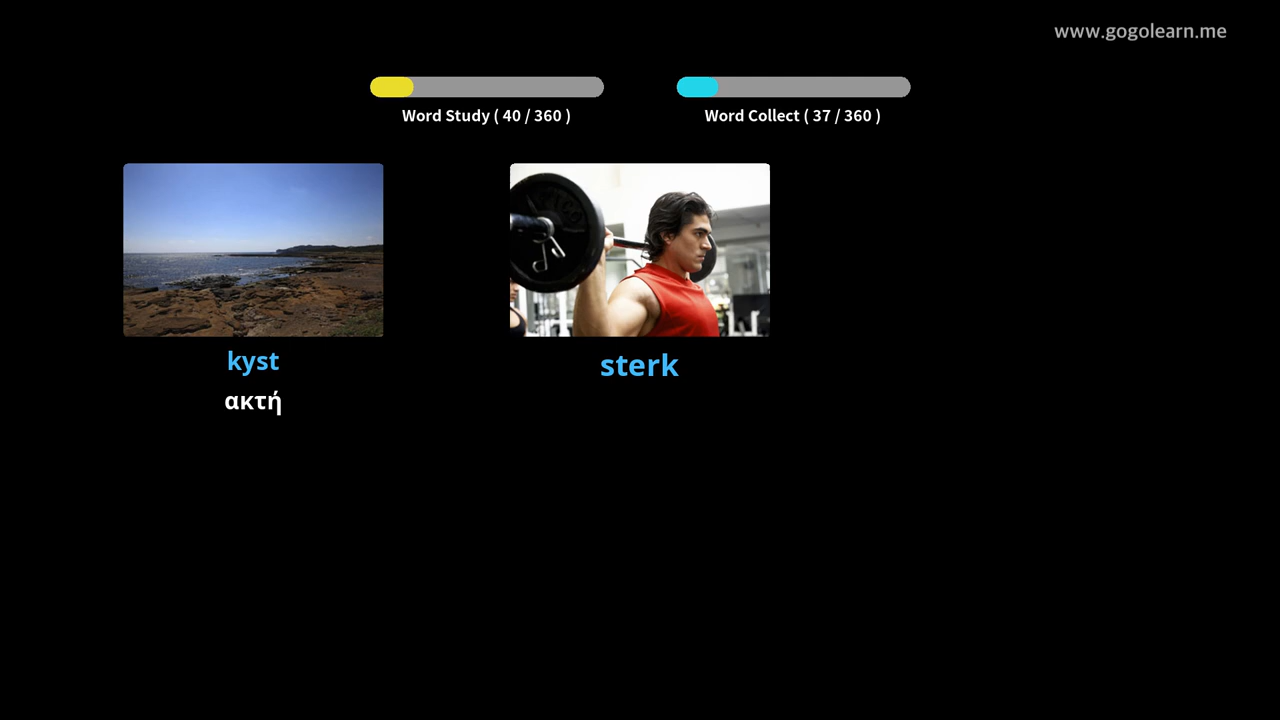 www.gogolearn.me
Word Study ( 40 / 360 )
Word Collect ( 37 / 360 )
kyst
ακτή
sterk